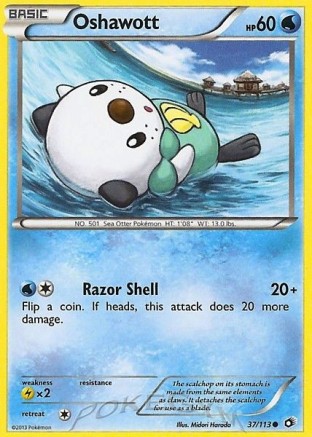 BASIC
Oshawott
HP60
NO. 501 Sea Otter Pokémon HT: 1'08" WT: 13.0 lbs.
Razor Shell 20+
Flip a coin. If heads, this attack does 20 more
damage.
weakness
resistance
×2
retreat
The scalchop on its stomach is
made from the same elements
as claws. It detaches the scalchop
for use as a blade.
©2013 Pokémon
Illus. Midori Harada
37/113